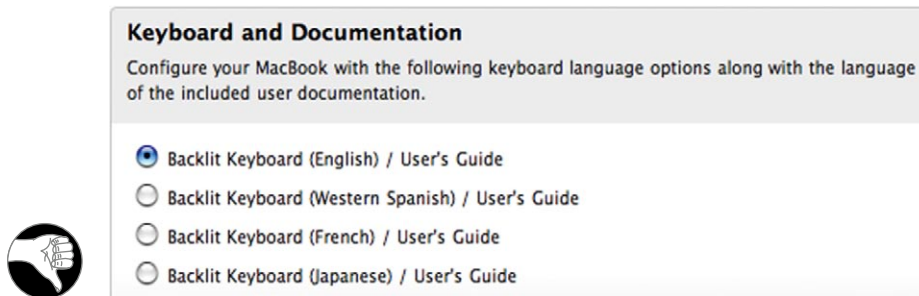 Keyboard and Documentation
Configure your MacBook with the following keyboard language options along with the language
of the included user documentation.
Backlit Keyboard (English) / User's Guide
Backlit Keyboard (Western Spanish) / User's Guide
Backlit Keyboard (French) / User's Guide
Backlit Keyboard (Japanese) / User's Guide